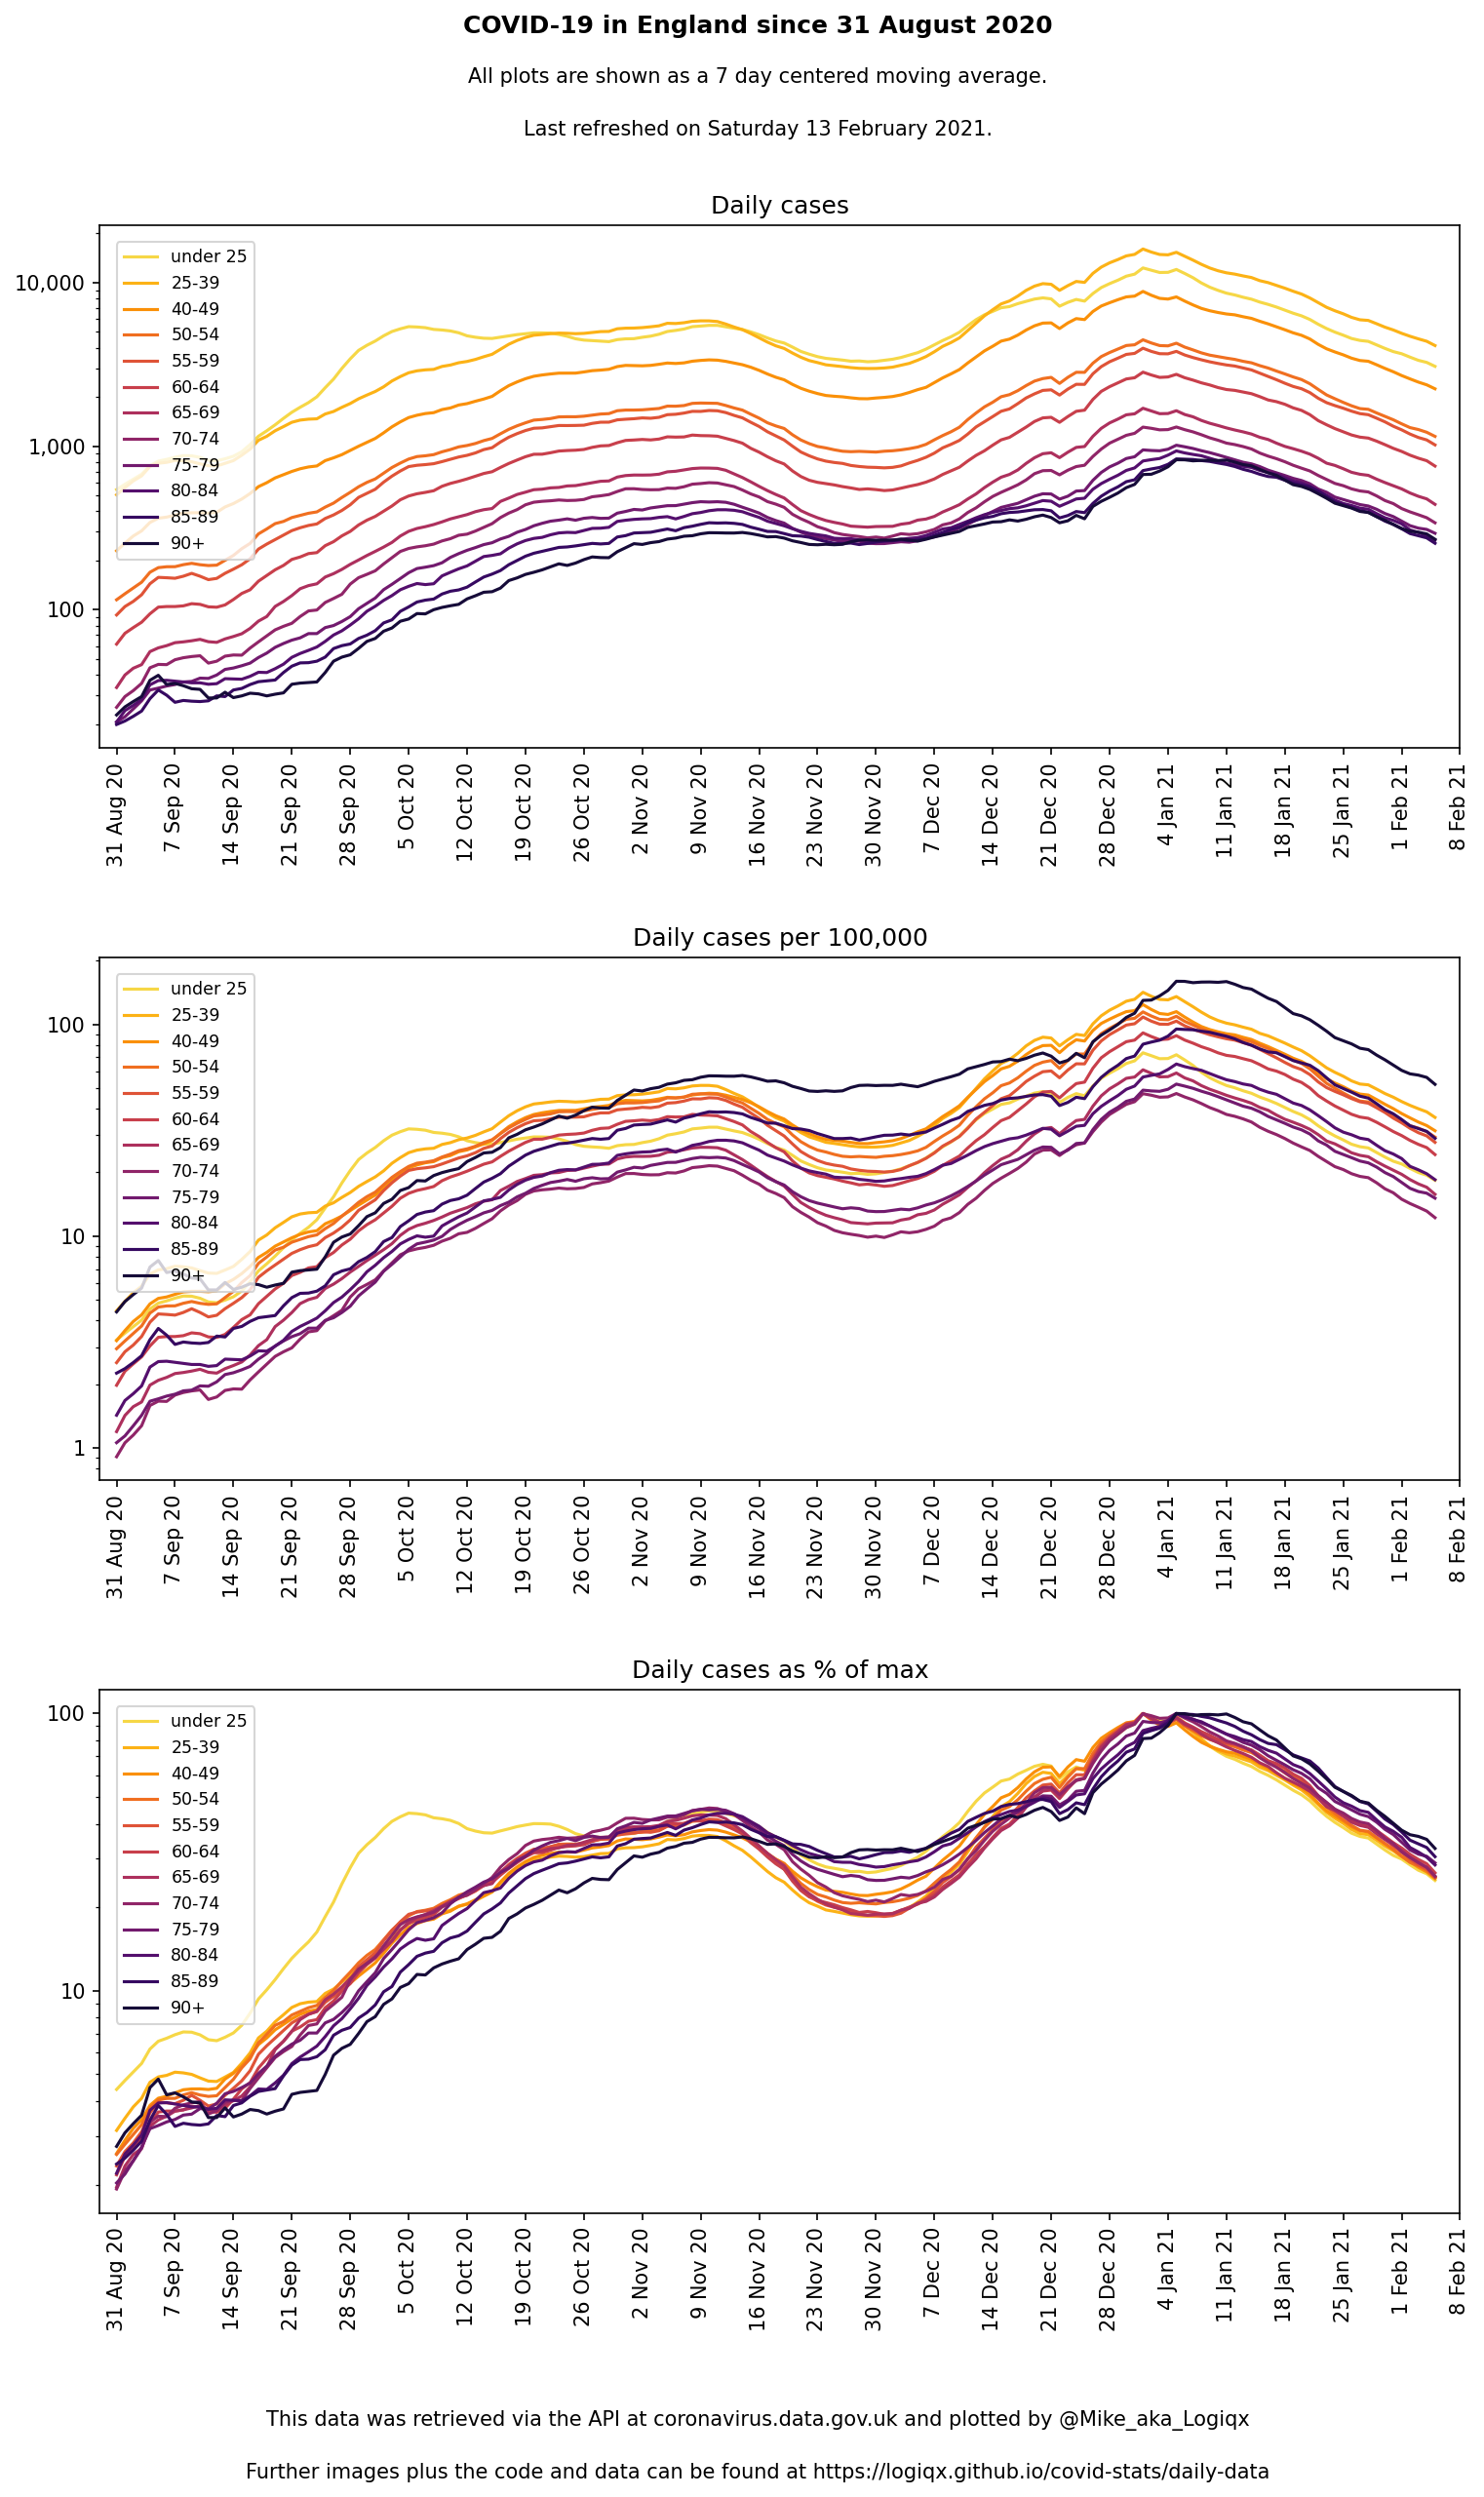 COVID-19 in England since 31 August 2020
All plots are shown as a 7 day centered moving average.
Last refreshed on Saturday 13 February 2021.
Daily cases
10,000
1,000
100
under 25
25-39
40-49
50-54
55-59
60-64
65-69
70-74
75-79
80-84
85-89
90+
31 Aug 20
7 Sep 20
14 Sep 20
21 Sep 20
28 Sep 20
5 Oct 20
12 Oct 20
19 Oct 20
26 Oct 20
2 Nov 20
9 Nov 20
16 Nov 20
23 Nov 20
30 Nov 20
7 Dec 20
14 Dec 20
21 Dec 20
28 Dec 20
4 Jan 21
11 Jan 21
18 Jan 21
25 Jan 21
1 Feb 21
8 Feb 21
Daily cases per 100,000
100
10
1
under 25
25-39
40-49
50-54
55-59
60-64
65-69
70-74
75-79
80-84
85-89
90+
31 Aug 20
7 Sep 20
14 Sep 20
21 Sep 20
28 Sep 20
5 Oct 20
12 Oct 20
19 Oct 20
26 Oct 20
2 Nov 20
9 Nov 20
16 Nov 20
23 Nov 20
30 Nov 20
7 Dec 20
14 Dec 20
21 Dec 20
28 Dec 20
4 Jan 21
11 Jan 21
18 Jan 21
25 Jan 21
1 Feb 21
8 Feb 21
Daily cases as % of max
100
10
under 25
25-39
40-49
50-54
55-59
60-64
65-69
70-74
75-79
80-84
85-89
90+
31 Aug 20
7 Sep 20
14 Sep 20
21 Sep 20
28 Sep 20
5 Oct 20
12 Oct 20
19 Oct 20
26 Oct 20
2 Nov 20
9 Nov 20
16 Nov 20
23 Nov 20
30 Nov 20
7 Dec 20
14 Dec 20
21 Dec 20
28 Dec 20
4 Jan 21
11 Jan 21
18 Jan 21
25 Jan 21
1 Feb 21
8 Feb 21
This data was retrieved via the API at coronavirus.data.gov.uk and plotted by @Mike_aka_Logiqx
Further images plus the code and data can be found at https://logiqx.github.io/covid-stats/daily-data